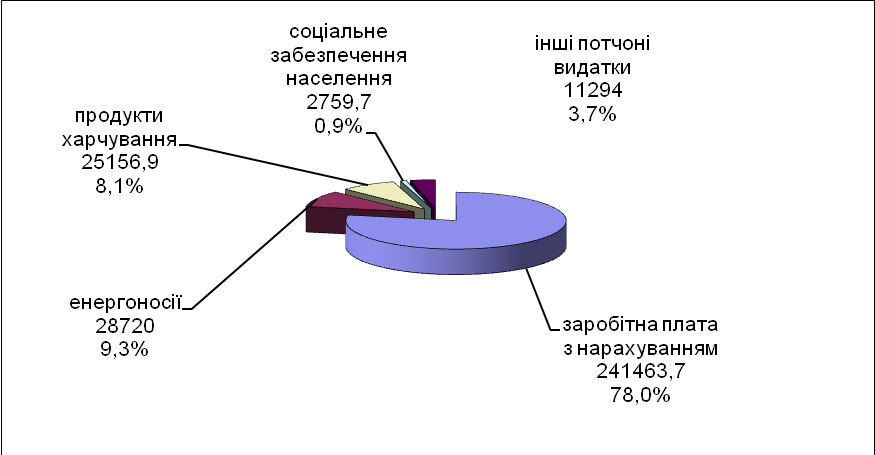 соціальне
забезпечення
населення
2759,7
0,9%
інші потчоні
видатки
11294
3,7%
продукти
харчування
25156,9
8,1%
енергоносії
28720
9,3%
заробітна плата
з нарахуванням
241463,7
78,0%